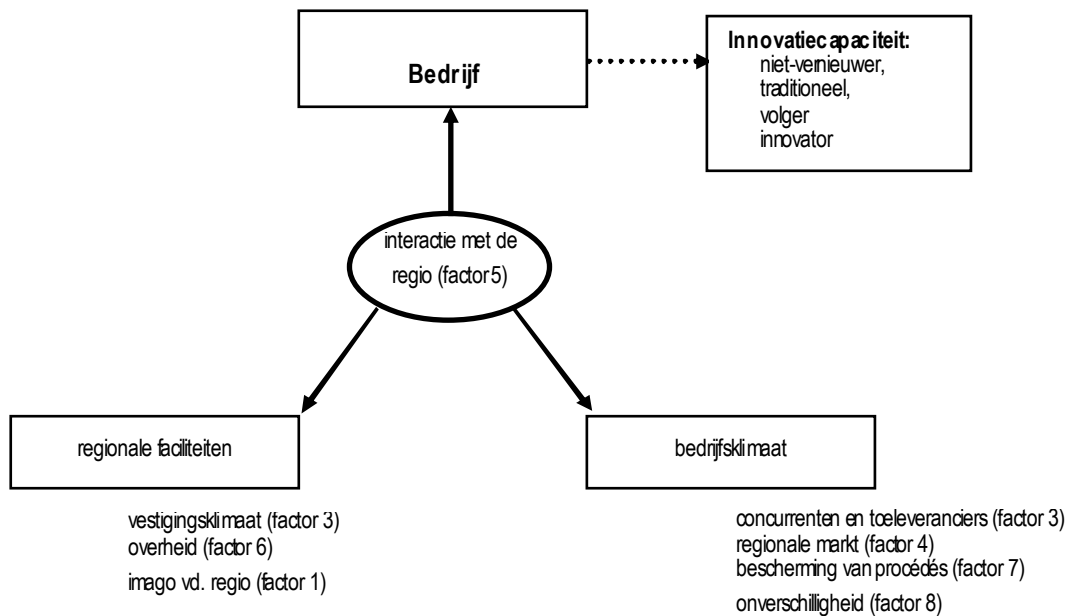 Bedrijf
Innovatiecapaciteit:
niet-vernieuwer,
traditioneel,
volger
innovator
interactie met de
regio (factor 5)
regionale faciliteiten
bedrijfsklimaat
vestigingsklimaat (factor 3)
overheid (factor 6)
imago vd. regio (factor 1)
concurrenten en toeleveranciers (factor 3)
regionale markt (factor 4)
bescherming van procédés (factor 7)
onverschilligheid (factor 8)